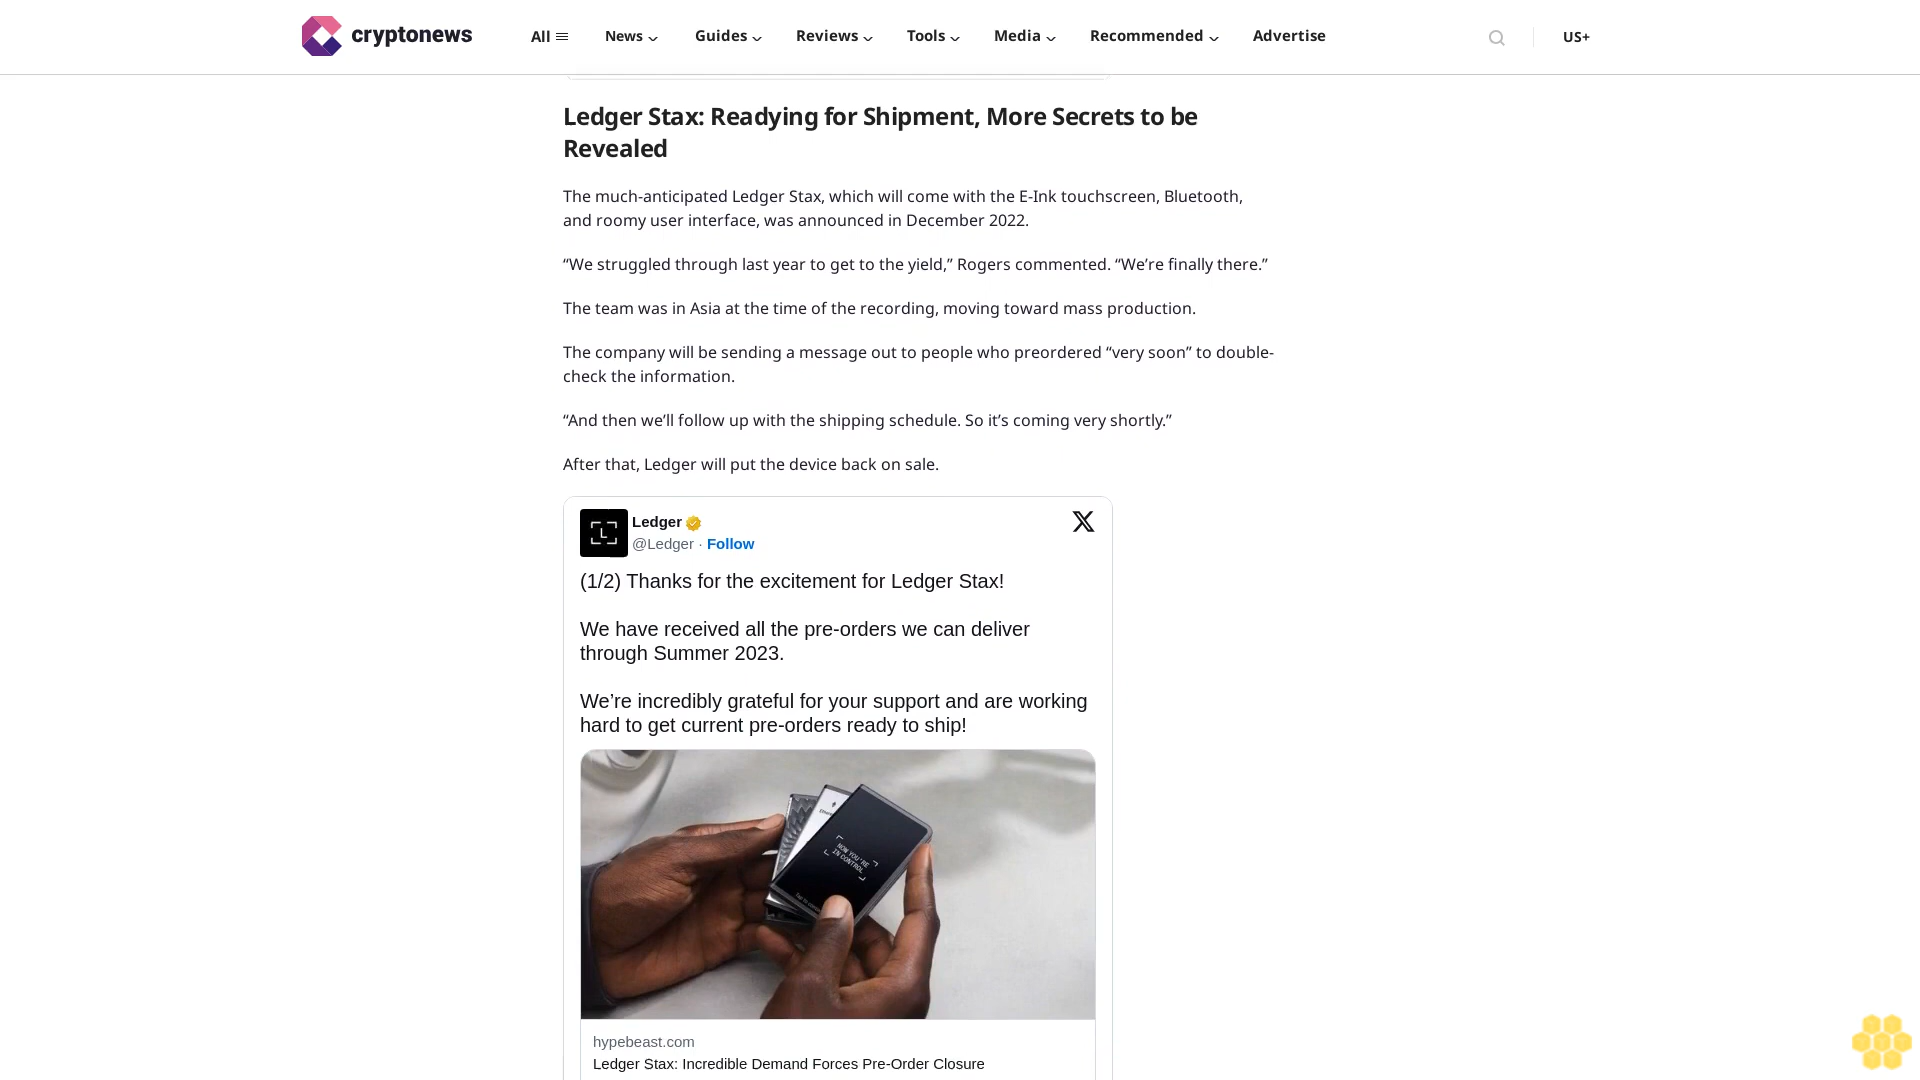 cryptonews
All
News
Guides
Reviews
Tools
Media
Recommended
Advertise
US+
Ledger Stax: Readying for Shipment, More Secrets to be
Revealed
The much-anticipated Ledger Stax, which will come with the E-Ink touchscreen, Bluetooth,
and roomy user interface, was announced in December 2022.
“We struggled through last year to get to the yield,” Rogers commented. “We’re finally there.”
The team was in Asia at the time of the recording, moving toward mass production.
The company will be sending a message out to people who preordered “very soon” to double-
check the information.
“And then we’ll follow up with the shipping schedule. So it’s coming very shortly.”
After that, Ledger will put the device back on sale.
Ledger
@Ledger · Follow
(1/2) Thanks for the excitement for Ledger Stax!
We have received all the pre-orders we can deliver
through Summer 2023.
We’re incredibly grateful for your support and are working
hard to get current pre-orders ready to ship!
NOW YOU'RE
IN CONTROL
hypebeast.com
Ledger Stax: Incredible Demand Forces Pre-Order Closure